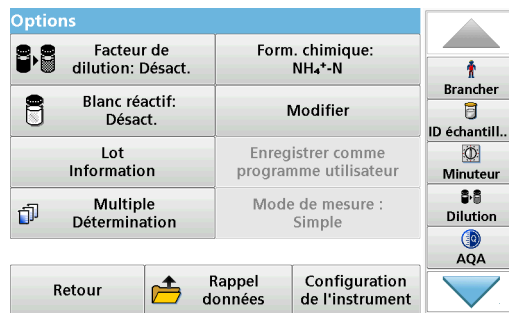 Options
Facteur de
dilution: Désact.
Form. chimique:
NH₄⁺-N
Blanc réactif:
Désact.
Modifier
Lot
Information
Enregistrer comme
programme utilisateur
Multiple
Détermination
Mode de mesure :
Simple
Retour
Rappel
données
Configuration
de l'instrument
Brancher
ID échantill..
Minuteur
Dilution
AQA